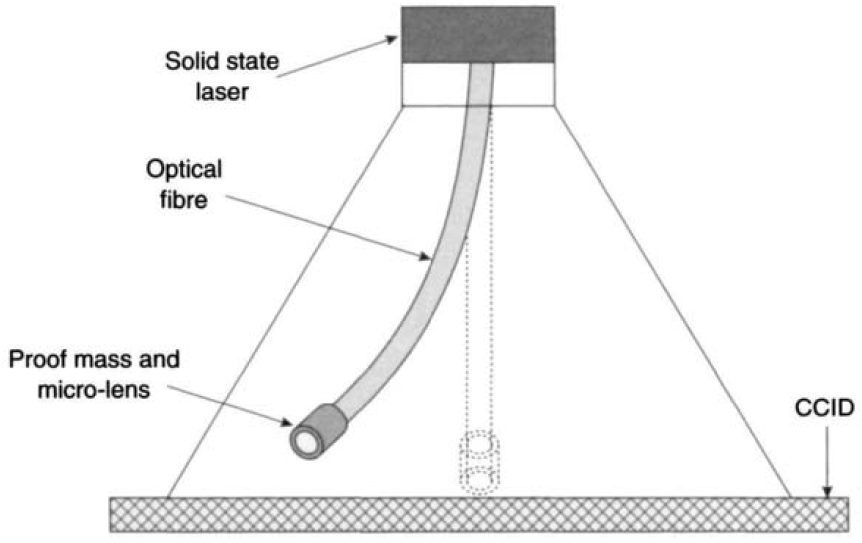 Solid state
laser
Optical
fibre
Proof mass and
micro-lens
CCID